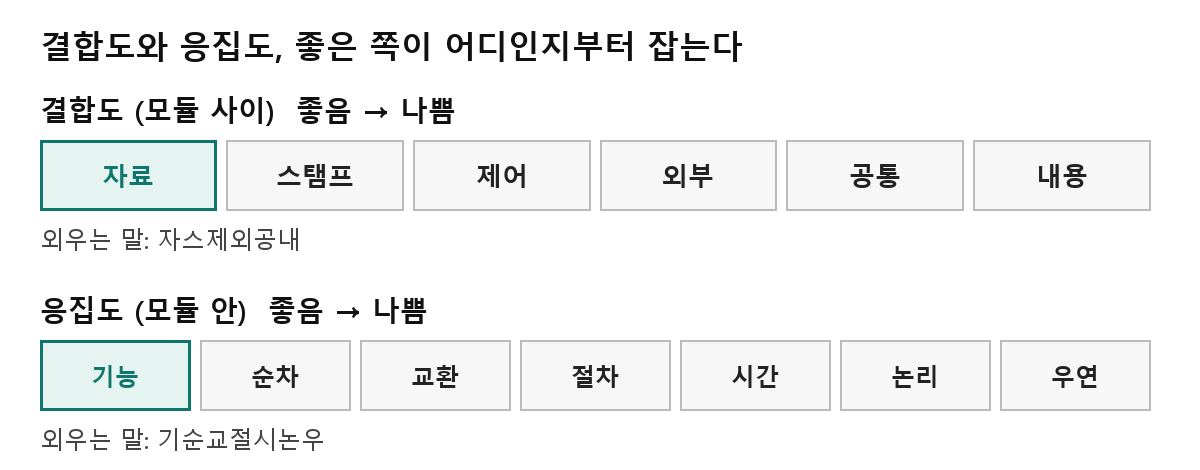 결합도와 응집도, 좋은 쪽이 어디인지부터 잡는다
결합도 (모듈 사이) 좋음 → 나쁨
자료 스탬프 제어 외부 공통 내용
외우는 말: 자스제외공내
응집도 (모듈 안) 좋음 → 나쁨
기능 순차 교환 절차 시간 논리 우연
외우는 말: 기순교절시논우